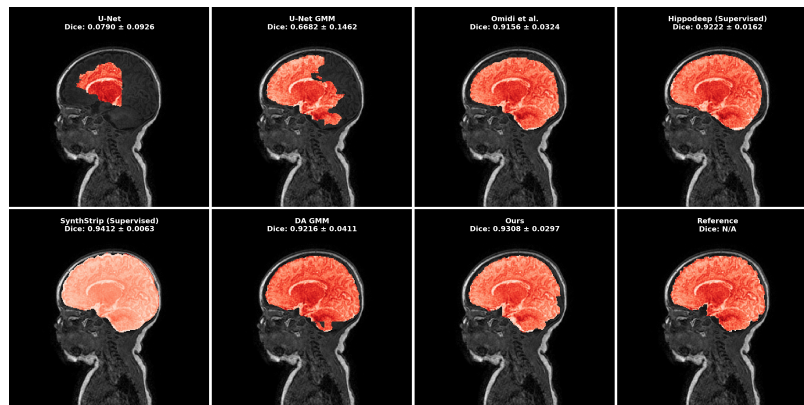 U-Net
Dice: 0.0790 ± 0.0926
U-Net GMM
Dice: 0.6682 ± 0.1462
Omidi et al.
Dice: 0.9156 ± 0.0324
Hippodeep (Supervised)
Dice: 0.9222 ± 0.0162
SynthStrip (Supervised)
Dice: 0.9412 ± 0.0063
DA GMM
Dice: 0.9216 ± 0.0411
Ours
Dice: 0.9308 ± 0.0297
Reference
Dice: N/A